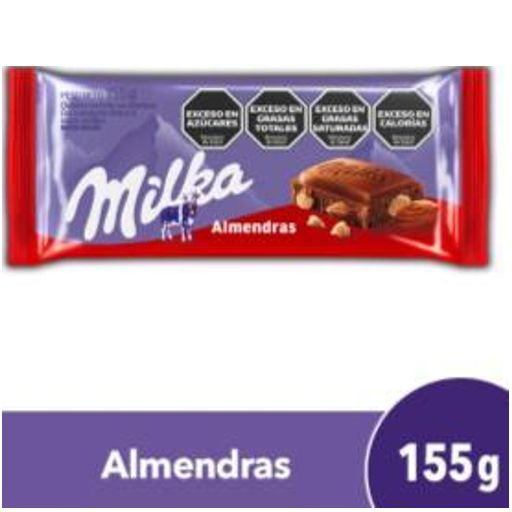 EXCESO EN
AZÚCARES
EXCESO EN
GRASAS
TOTALES
EXCESO EN
GRASAS
SATURADAS
EXCESO EN
CALORÍAS
Milka
Almendras
Almendras
155g